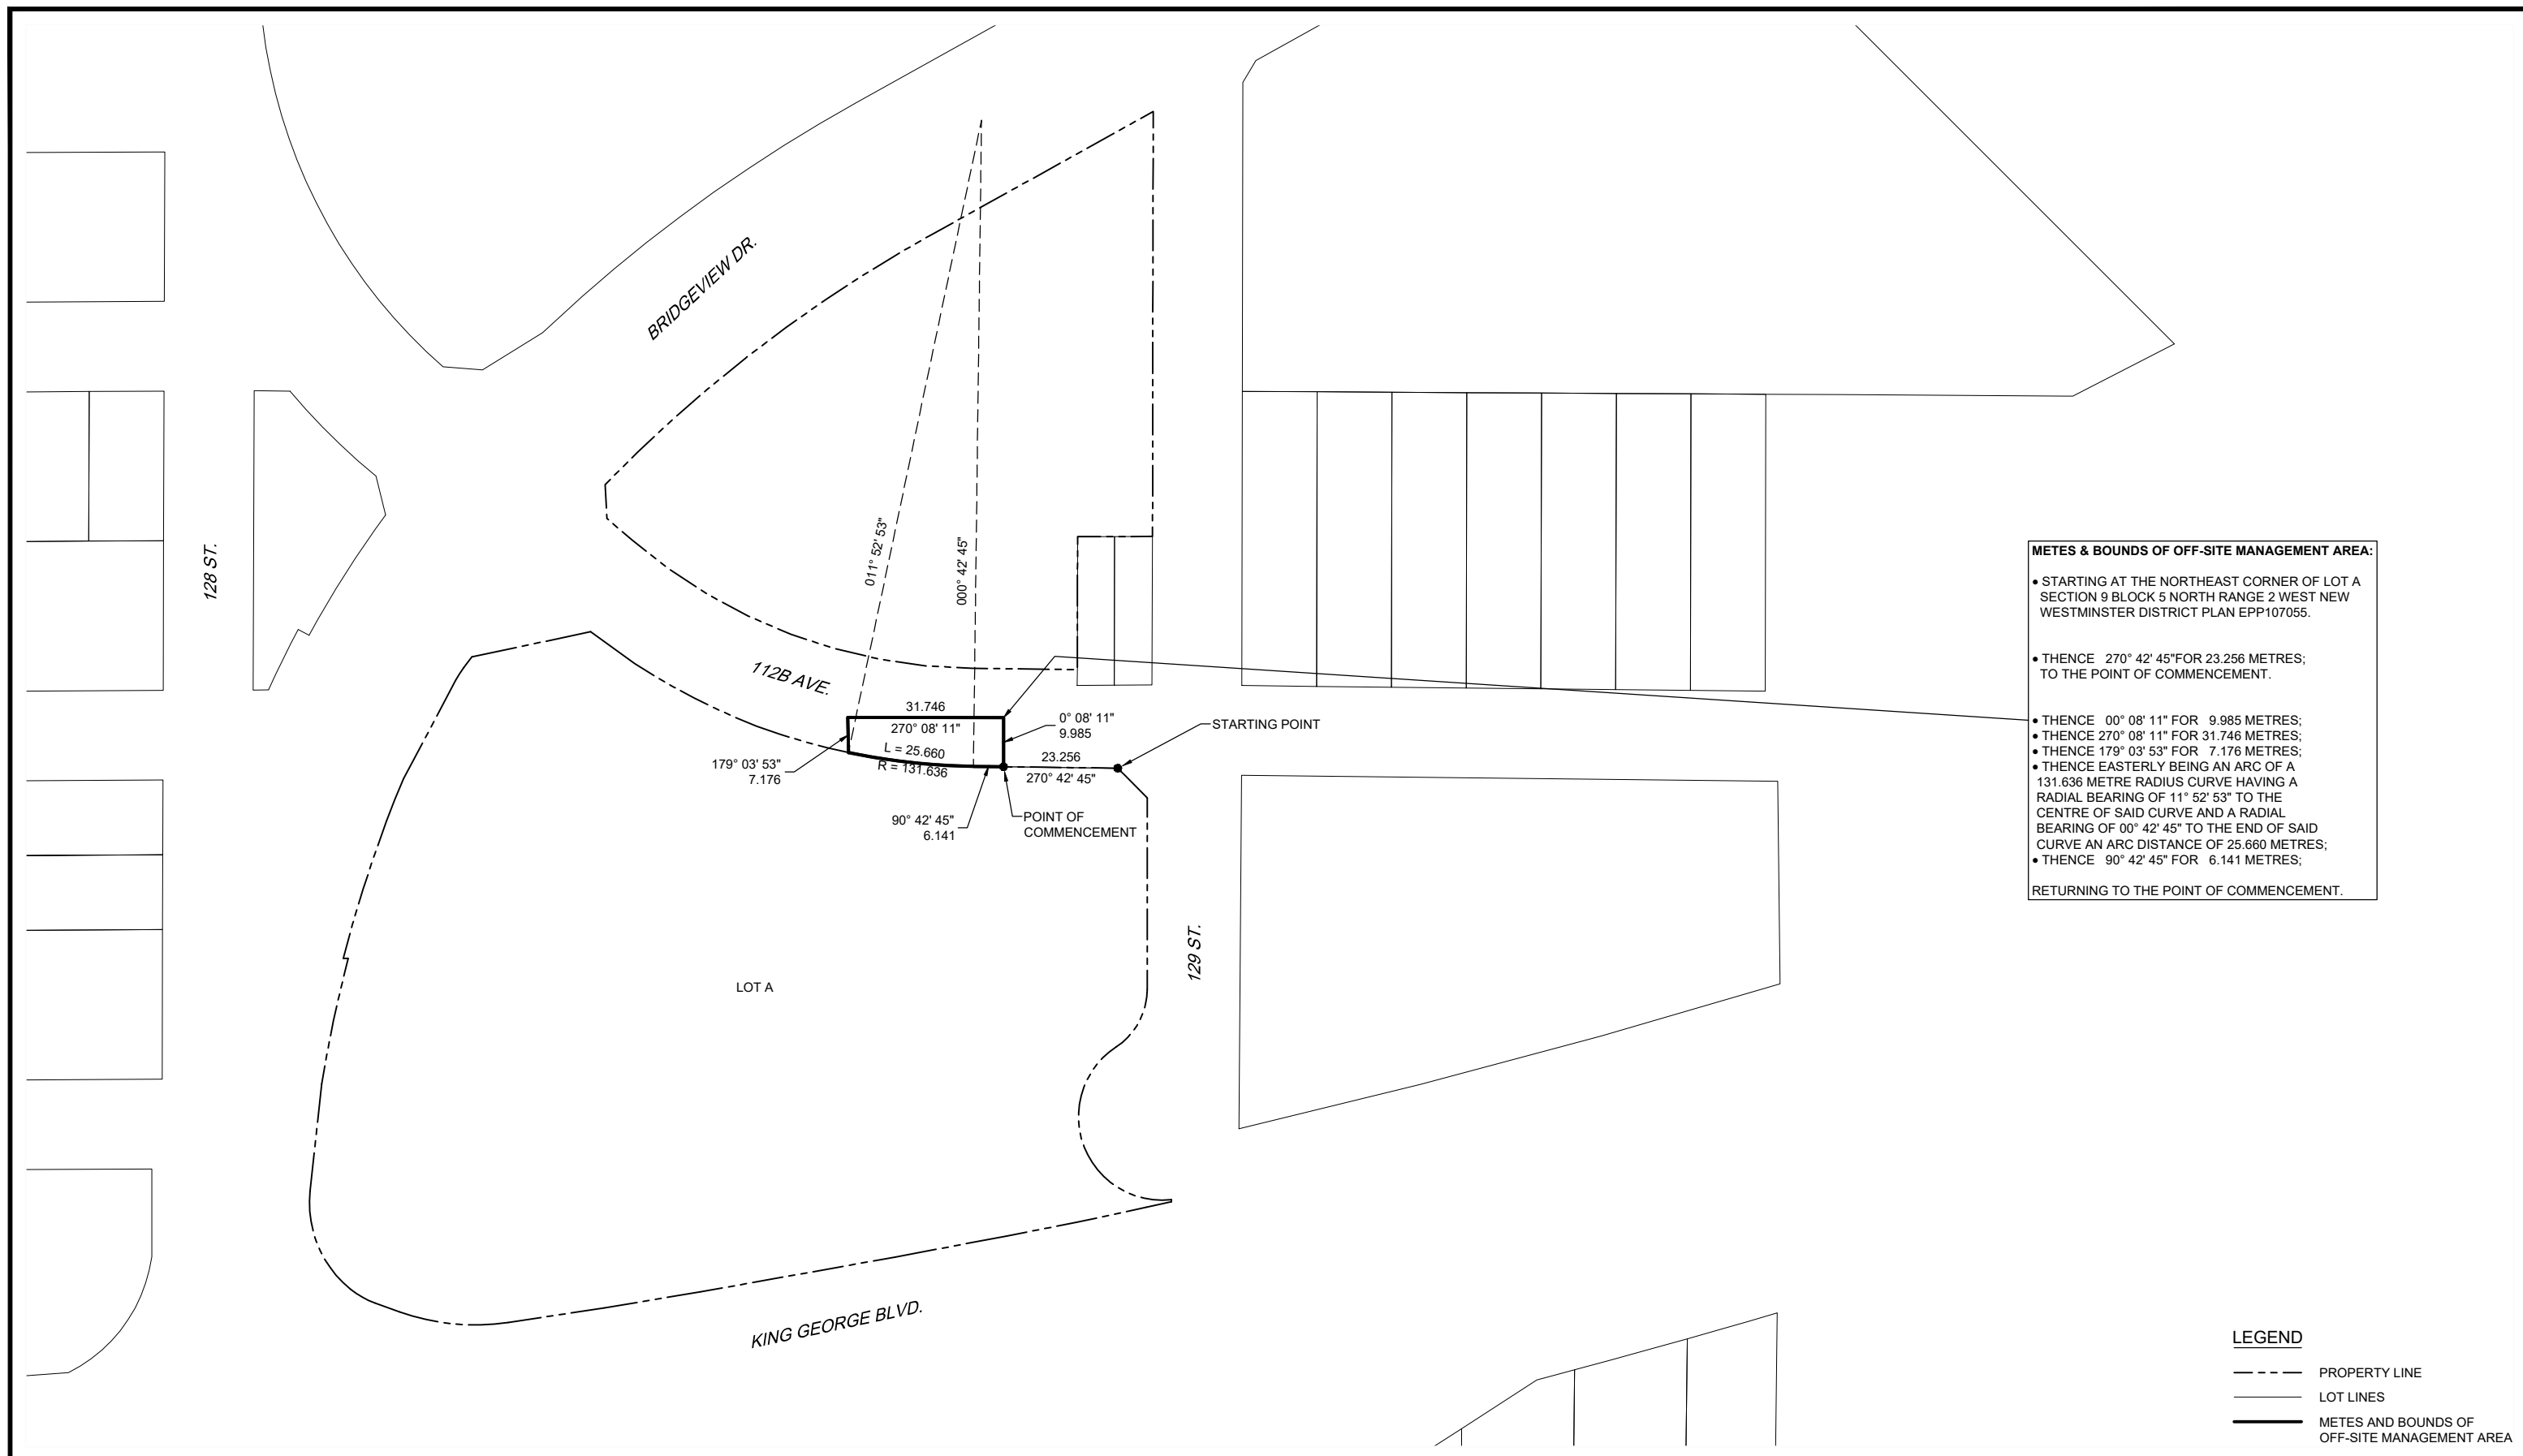 BRIDGEVIEW DR.
128 ST.
011° 52' 53"
000° 42' 45"
112B AVE.
31.746
270° 08' 11"
L = 25.660
R = 131.636
179° 03' 53"
7.176
0° 08' 11"
9.985
23.256
270° 42' 45"
STARTING POINT
90° 42' 45"
6.141
POINT OF
COMMENCEMENT
LOT A
129 ST.
KING GEORGE BLVD.
METES & BOUNDS OF OFF-SITE MANAGEMENT AREA:
• STARTING AT THE NORTHEAST CORNER OF LOT A
SECTION 9 BLOCK 5 NORTH RANGE 2 WEST NEW
WESTMINSTER DISTRICT PLAN EPP107055.
• THENCE 270° 42' 45"FOR 23.256 METRES;
TO THE POINT OF COMMENCEMENT.
• THENCE 00° 08' 11" FOR 9.985 METRES;
• THENCE 270° 08' 11" FOR 31.746 METRES;
• THENCE 179° 03' 53" FOR 7.176 METRES;
• THENCE EASTERLY BEING AN ARC OF A
131.636 METRE RADIUS CURVE HAVING A
RADIAL BEARING OF 11° 52' 53" TO THE
CENTRE OF SAID CURVE AND A RADIAL
BEARING OF 00° 42' 45" TO THE END OF SAID
CURVE AN ARC DISTANCE OF 25.660 METRES;
• THENCE 90° 42' 45" FOR 6.141 METRES;
RETURNING TO THE POINT OF COMMENCEMENT.
LEGEND
PROPERTY LINE
LOT LINES
METES AND BOUNDS OF
OFF-SITE MANAGEMENT AREA